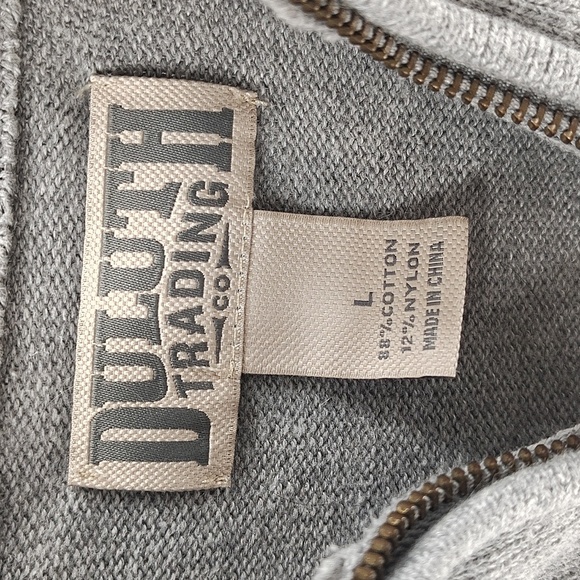 DULUTH
TRADING
CO
L
88% COTTON
12% NYLON
MADE IN CHINA